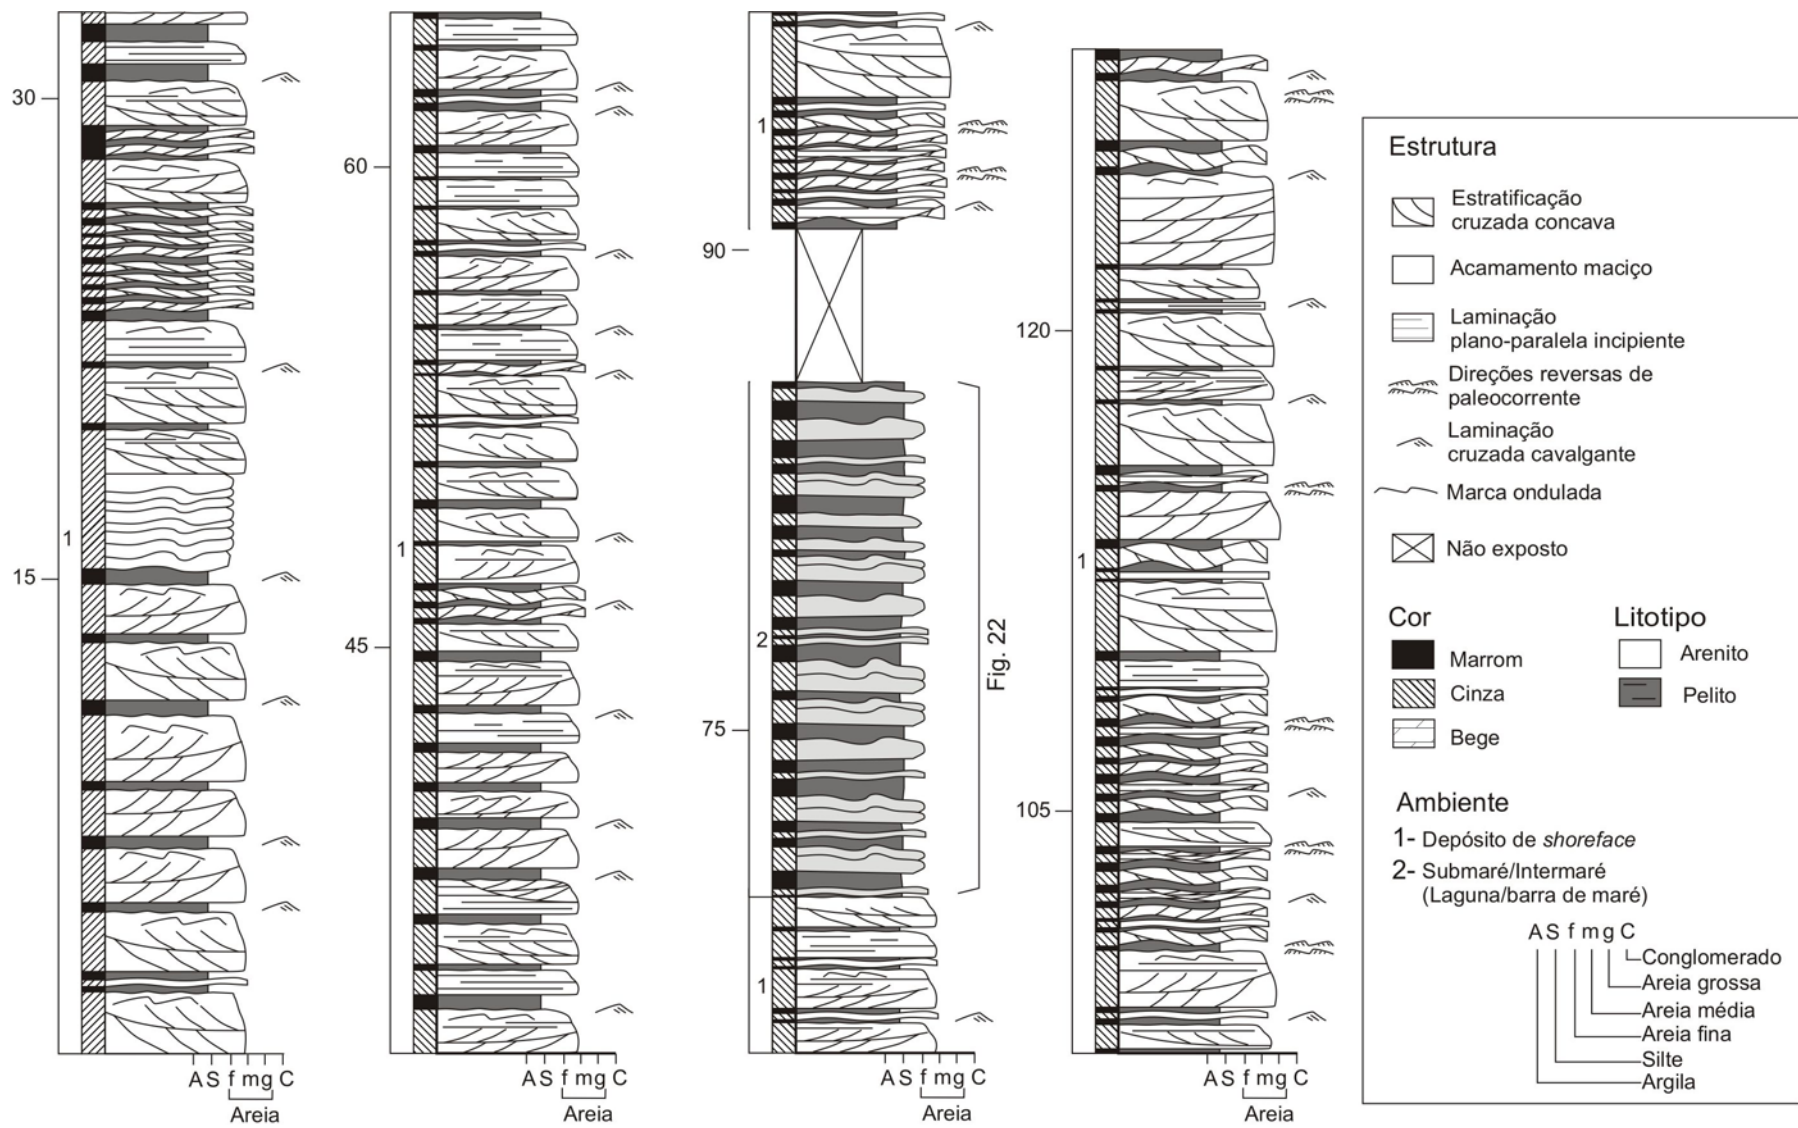 30
15
1
A S f m g C
Areia
60
45
1
A S f m g C
Areia
1
90
75
2
1
Fig. 22
A S f m g C
Areia
120
105
1
A S f m g C
Areia
Estrutura
Estratificação
cruzada concava
Acamamento maciço
Laminação
plano-paralela incipiente
Direções reversas de
paleocorrente
Laminação
cruzada cavalgante
Marca ondulada
Não exposto
Cor
Marrom
Cinza
Bege
Litotipo
Arenito
Pelito
Ambiente
1- Depósito de shoreface
2- Submaré/Intermaré
(Laguna/barra de maré)
A S f m g C
Conglomerado
Areia grossa
Areia média
Areia fina
Silte
Argila